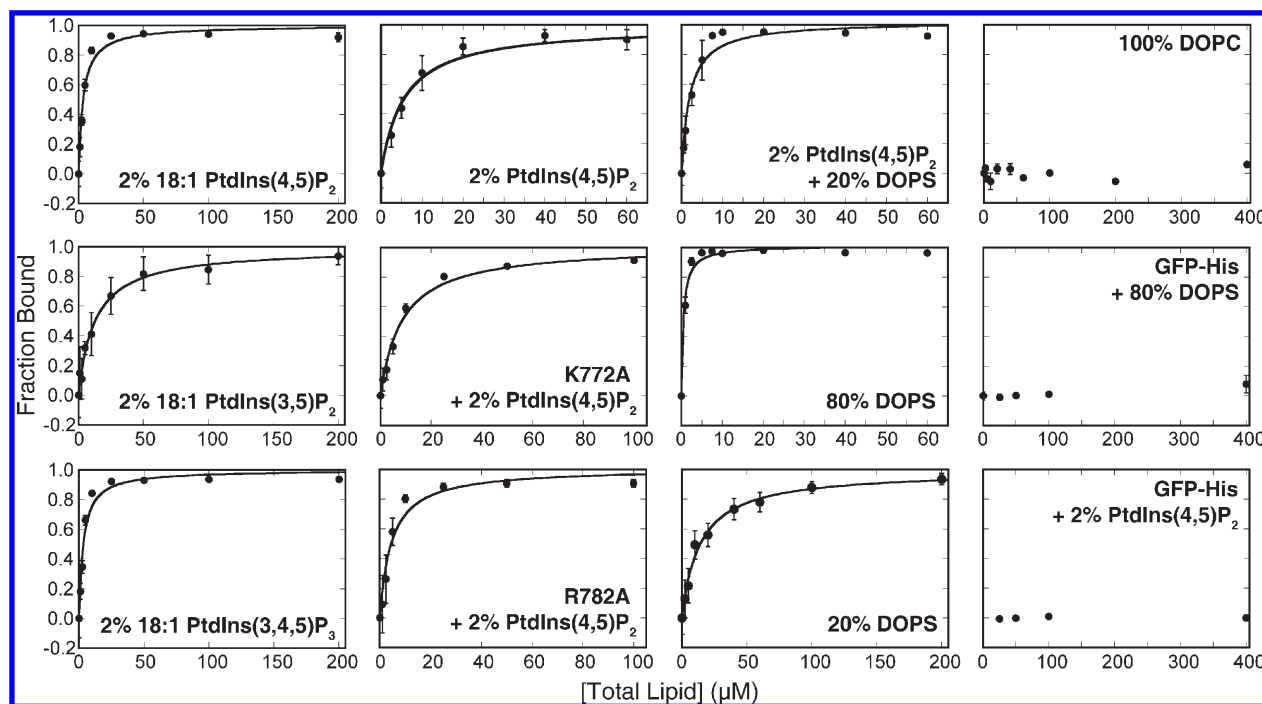 Fraction Bound
1.0
0.8
0.6
0.4
0.2
0.0
-0.2
2% 18:1 PtdIns(4,5)P₂
0 50 100 150 200
2% PtdIns(4,5)P₂
0 10 20 30 40 50 60
2% PtdIns(4,5)P₂
+ 20% DOPS
0 10 20 30 40 50 60
100% DOPC
0 100 200 300 400
1.0
0.8
0.6
0.4
0.2
0.0
-0.2
2% 18:1 PtdIns(3,5)P₂
0 50 100 150 200
K772A
+ 2% PtdIns(4,5)P₂
0 20 40 60 80 100
80% DOPS
0 10 20 30 40 50 60
GFP-His
+ 80% DOPS
0 100 200 300 400
1.0
0.8
0.6
0.4
0.2
0.0
-0.2
2% 18:1 PtdIns(3,4,5)P₃
0 50 100 150 200
R782A
+ 2% PtdIns(4,5)P₂
0 20 40 60 80 100
20% DOPS
0 50 100 150 200
GFP-His
+ 2% PtdIns(4,5)P₂
0 100 200 300 400
[Total Lipid] (µM)